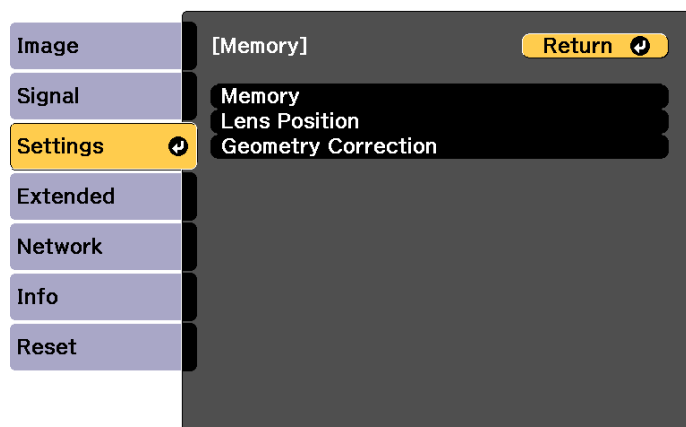 Image
Signal
Settings
Extended
Network
Info
Reset
[Memory]
Return
Memory
Lens Position
Geometry Correction